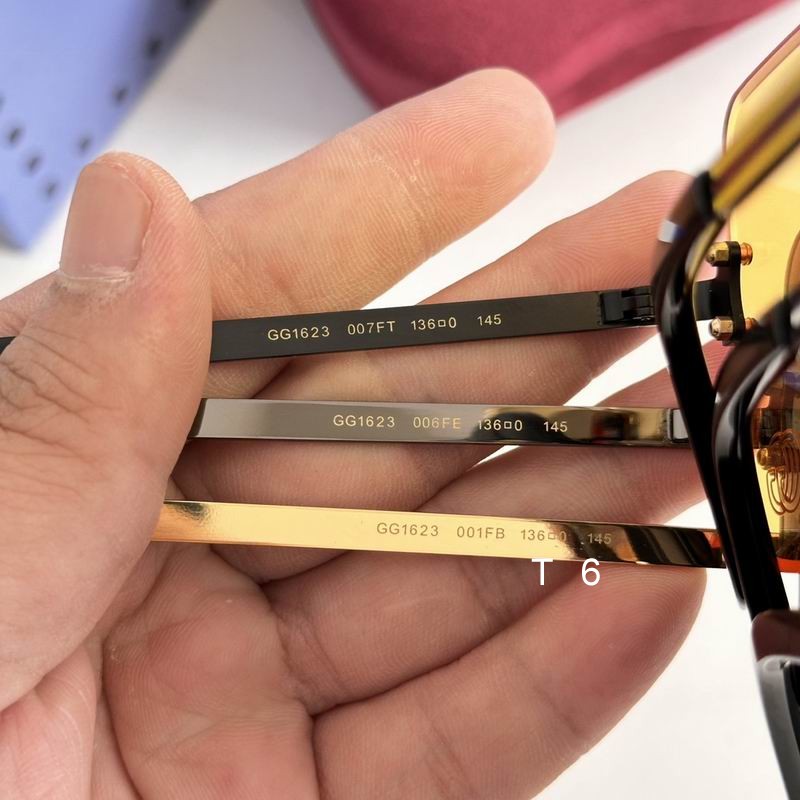 GG1623 007FT 136□0 145
GG1623 006FE 136□0 145
GG1623 001FB 136□0 145
T 6